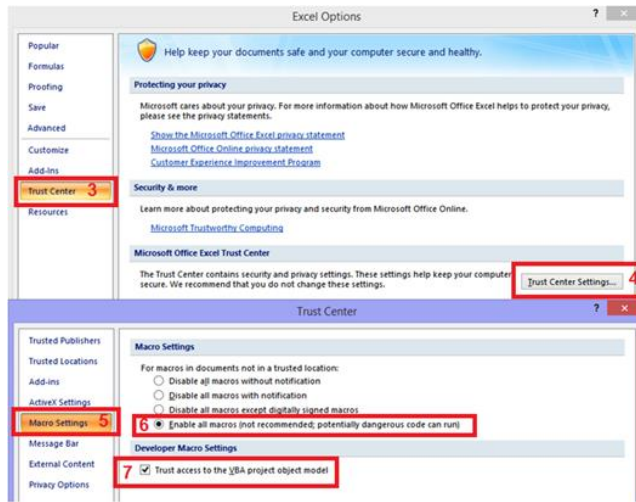 Excel Options
?
Popular
Formulas
Proofing
Save
Advanced
Customize
Add-Ins
Trust Center 3
Resources
Help keep your documents safe and your computer secure and healthy.
Protecting your privacy
Microsoft cares about your privacy. For more information about how Microsoft Office Excel helps to protect your privacy,
please see the privacy statements.
Show the Microsoft Office Excel privacy statement
Microsoft Office Online privacy statement
Customer Experience Improvement Program
Security & more
Learn more about protecting your privacy and security from Microsoft Office Online.
Microsoft Trustworthy Computing
Microsoft Office Excel Trust Center
The Trust Center contains security and privacy settings. These settings help keep your computer
secure. We recommend that you do not change these settings.
Trust Center Settings... 4
Trust Center
?
Trusted Publishers
Trusted Locations
Add-ins
ActiveX Settings
Macro Settings 5
Message Bar
External Content
Privacy Options
Macro Settings
For macros in documents not in a trusted location:
Disable all macros without notification
Disable all macros with notification
Disable all macros except digitally signed macros
6 Enable all macros (not recommended; potentially dangerous code can run)
Developer Macro Settings
7 Trust access to the VBA project object model